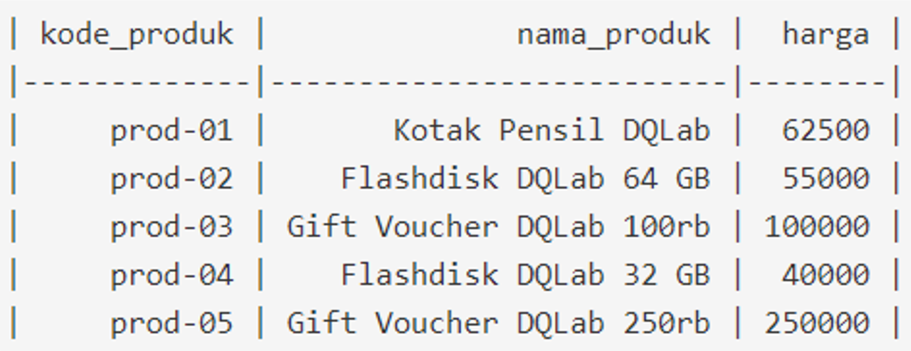 | kode_produk |                nama_produk |  harga |
|-------------|--------------------------|--------|
|     prod-01 |         Kotak Pensil DQLab |  62500 |
|     prod-02 |      Flashdisk DQLab 64 GB |  55000 |
|     prod-03 | Gift Voucher DQLab 100rb | 100000 |
|     prod-04 |      Flashdisk DQLab 32 GB |  40000 |
|     prod-05 | Gift Voucher DQLab 250rb | 250000 |